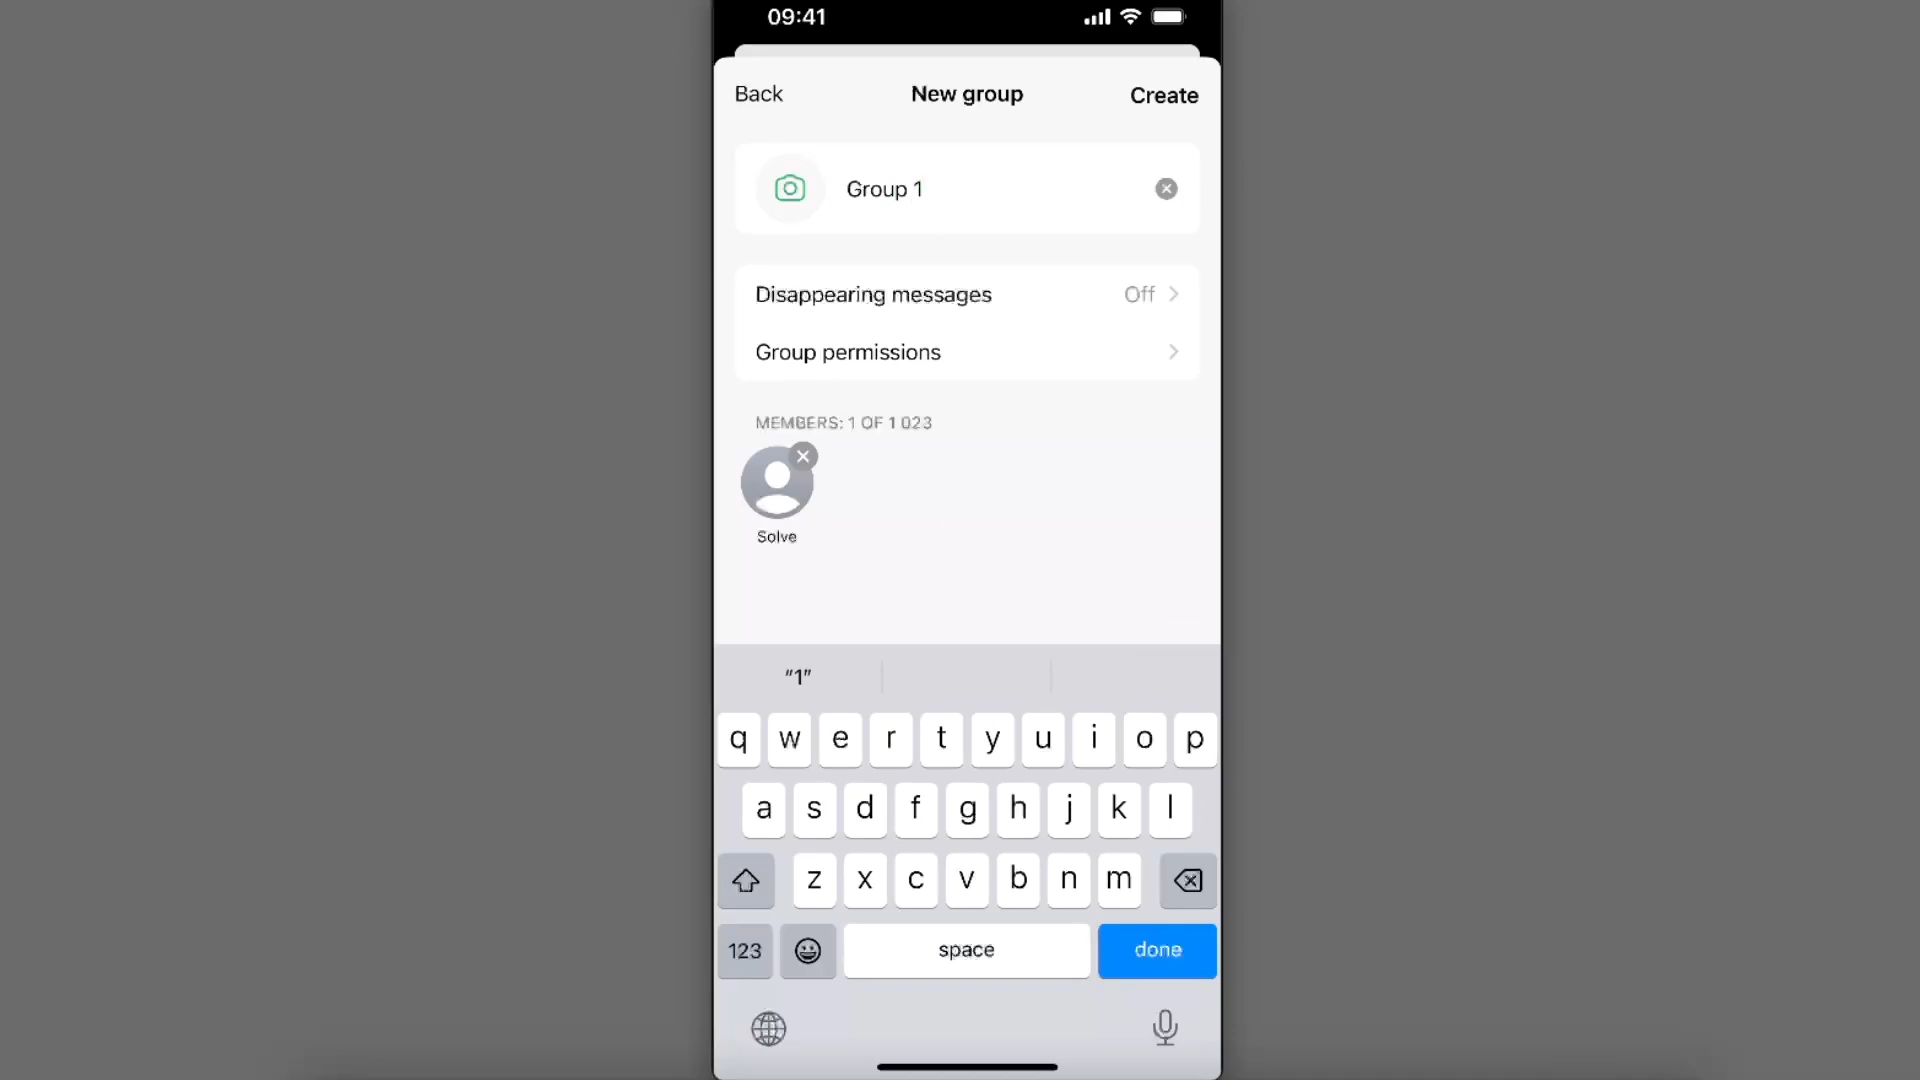 09:41
Back New group Create
Group 1
Disappearing messages Off
Group permissions
MEMBERS: 1 OF 1 023
Solve
“1”
q w e r t y u i o p
a s d f g h j k l
z x c v b n m
123 space done